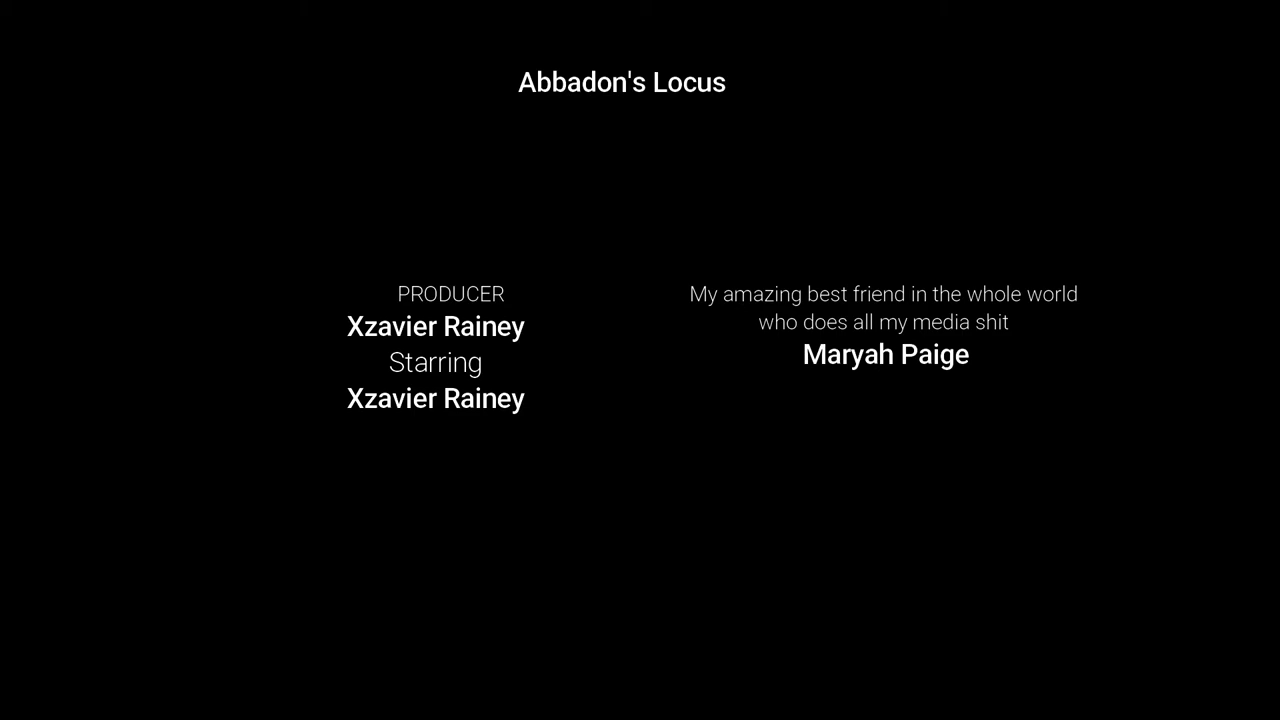 Abbadon's Locus
PRODUCER
Xzavier Rainey
Starring
Xzavier Rainey
My amazing best friend in the whole world
who does all my media shit
Maryah Paige